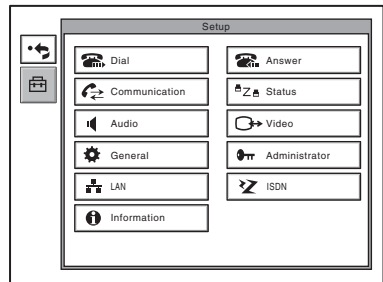 Setup
Dial
Answer
Communication
Status
Audio
Video
General
Administrator
LAN
ISDN
Information